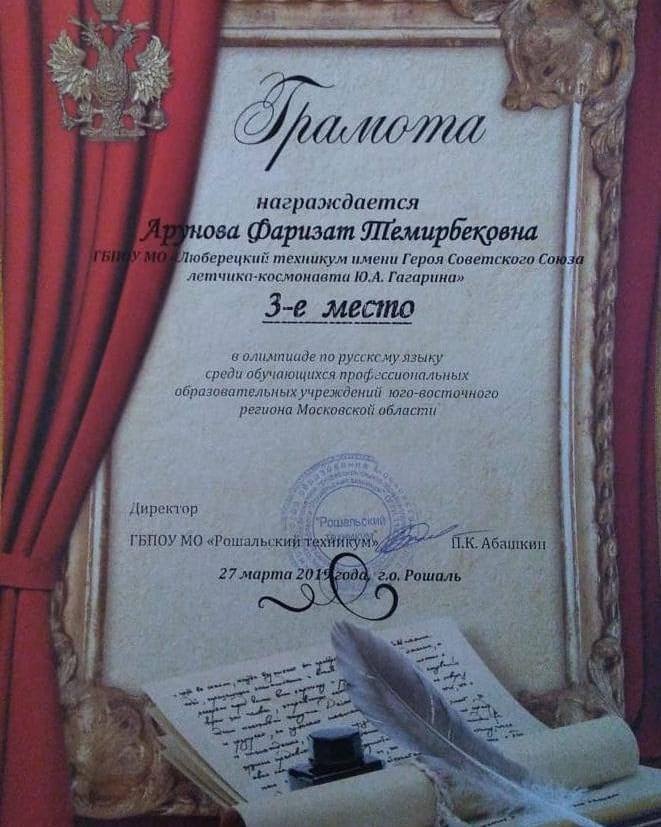 Грамота
награждается
Арунова Фаризат Темирбековна
ГБПОУ МО «Люберецкий техникум имени Героя Советского Союза
летчика-космонавта Ю.А. Гагарина»
3-е место
в олимпиаде по русскому языку
среди обучающихся профессиональных
образовательных учреждений юго-восточного
региона Московской области
"Рошальский
техникум"
Директор
ГБПОУ МО «Рошальский техникум» П.К. Абашкин
27 марта 2019 года, г.о. Рошаль